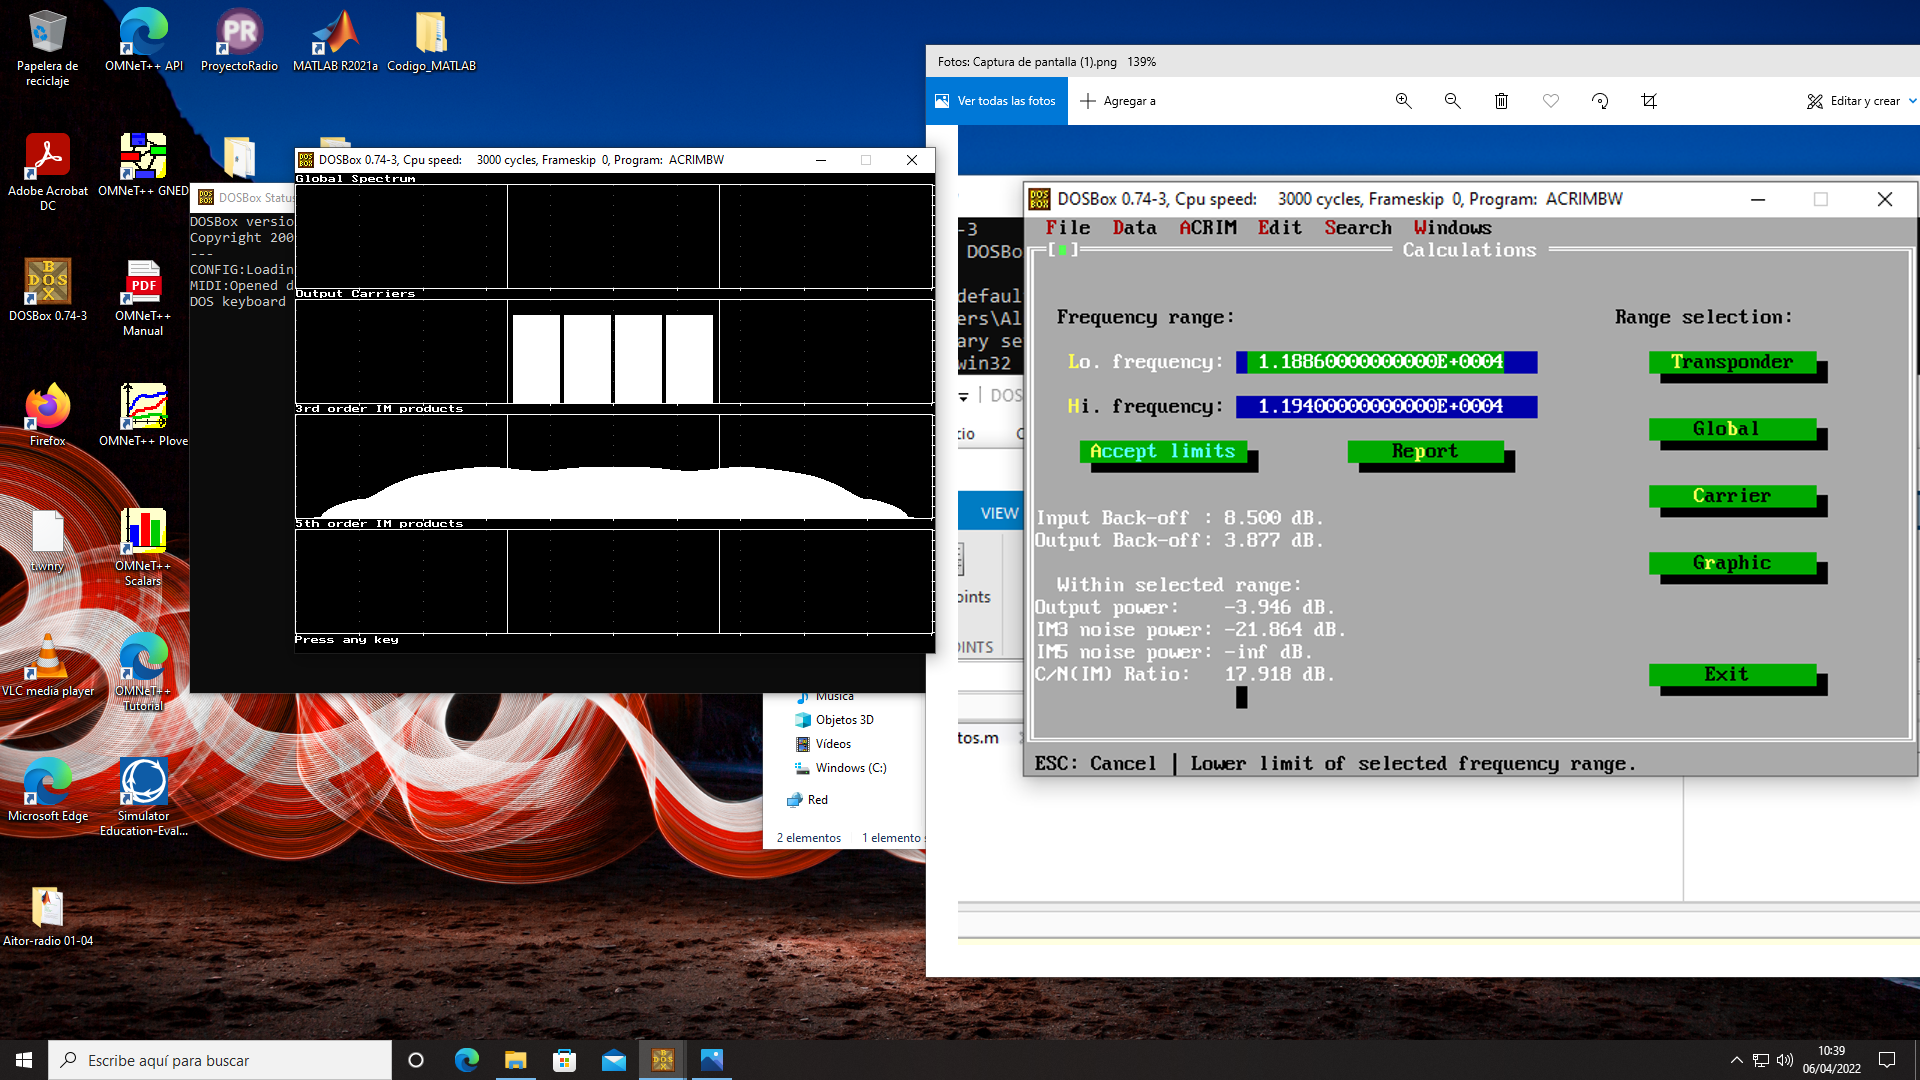 Papelera de
reciclaje
OMNeT++ API
ProyectoRadio
MATLAB R2021a
Codigo_MATLAB
Adobe Acrobat
DC
OMNeT++ GNED
DOSBox 0.74-3
OMNeT++
Manual
Firefox
OMNeT++ Plove
t.wnry
OMNeT++
Scalars
VLC media player
OMNeT++
Tutorial
Microsoft Edge
Simulator
Education-Eval...
Aitor-radio 01-04
DOSBox Status
DOSBox versio
Copyright 200
---
CONFIG:Loadin
MIDI:Opened d
DOS keyboard
DOSBox 0.74-3, Cpu speed: 3000 cycles, Frameskip 0, Program: ACRIMBW
Global Spectrum
Output Carriers
3rd order IM products
5th order IM products
Press any key
Música
Objetos 3D
Vídeos
Windows (C:)
Red
2 elementos 1 elemento s
Fotos: Captura de pantalla (1).png 139%
Ver todas las fotos
Agregar a
Editar y crear
-3
DOSBo
defaul
ers\Al
ary se
win32
DOS
cio
VIEW
oints
OINTS
tos.m
DOSBox 0.74-3, Cpu speed: 3000 cycles, Frameskip 0, Program: ACRIMBW
File Data ACRIM Edit Search Windows
Calculations
Frequency range:
Range selection:
Lo. frequency: 1.18860000000000E+0004
Transponder
Hi. frequency: 1.19400000000000E+0004
Global
Accept limits
Report
Carrier
Input Back-off : 8.500 dB.
Output Back-off: 3.877 dB.
Graphic
Within selected range:
Output power: -3.946 dB.
IM3 noise power: -21.864 dB.
IM5 noise power: -inf dB.
C/N(IM) Ratio: 17.918 dB.
Exit
ESC: Cancel | Lower limit of selected frequency range.
Escribe aquí para buscar
10:39
06/04/2022